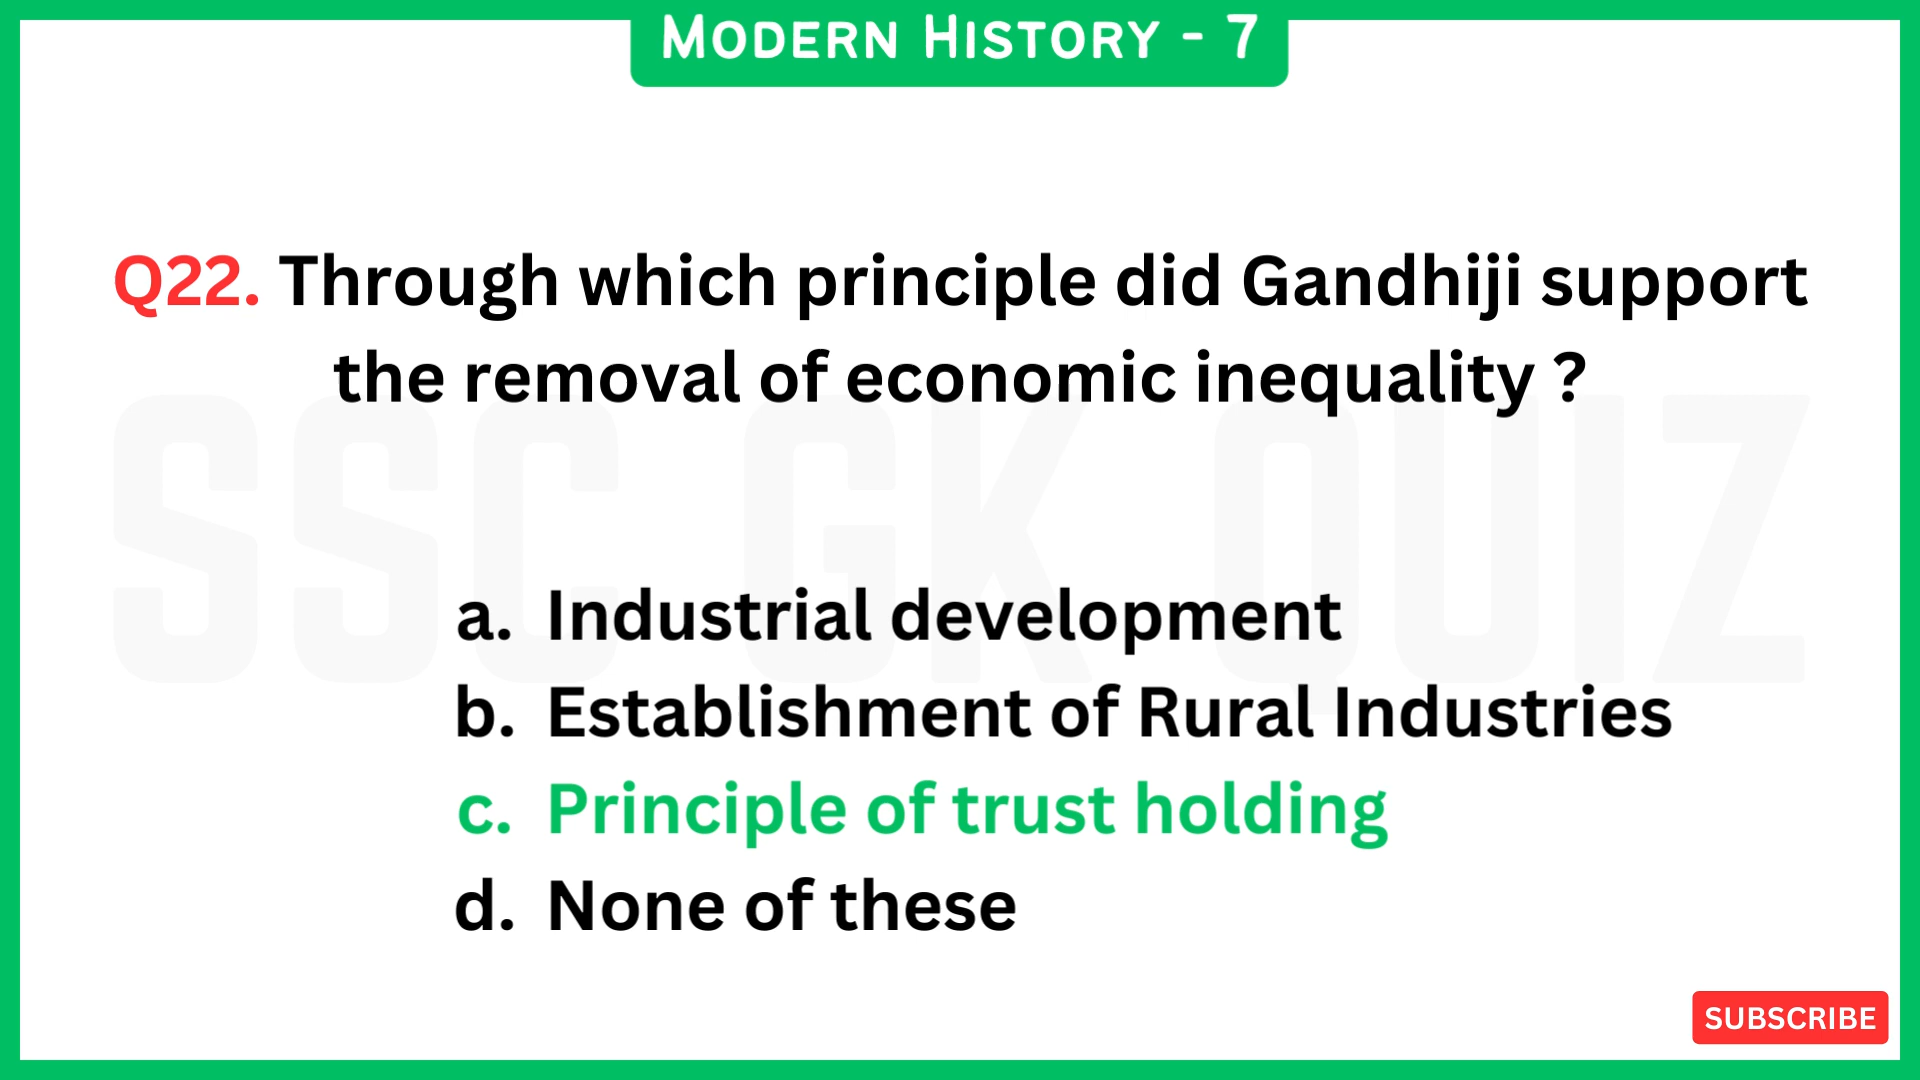 MODERN HISTORY - 7
Q22. Through which principle did Gandhiji support
the removal of economic inequality ?
SSC GK QUIZ
a. Industrial development
b. Establishment of Rural Industries
c. Principle of trust holding
d. None of these
SUBSCRIBE